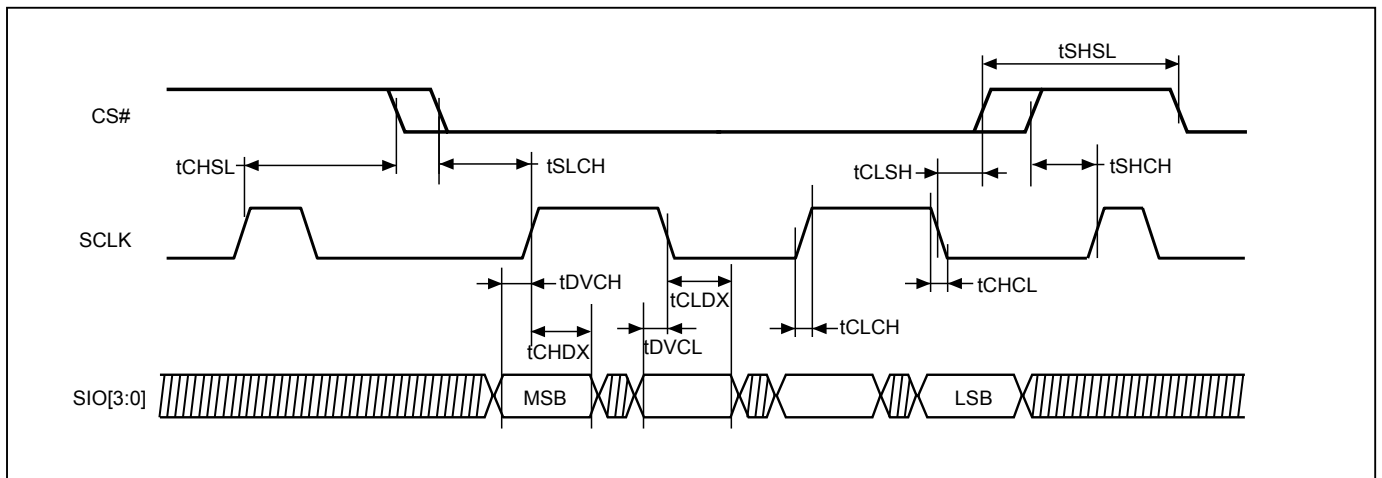 tSHSL
CS#
tCHSL
tSLCH
tCLSH
tSHCH
SCLK
tDVCH
tCLDX
tCHCL
tCHDX
tDVCL
tCLCH
SIO[3:0]
MSB
LSB